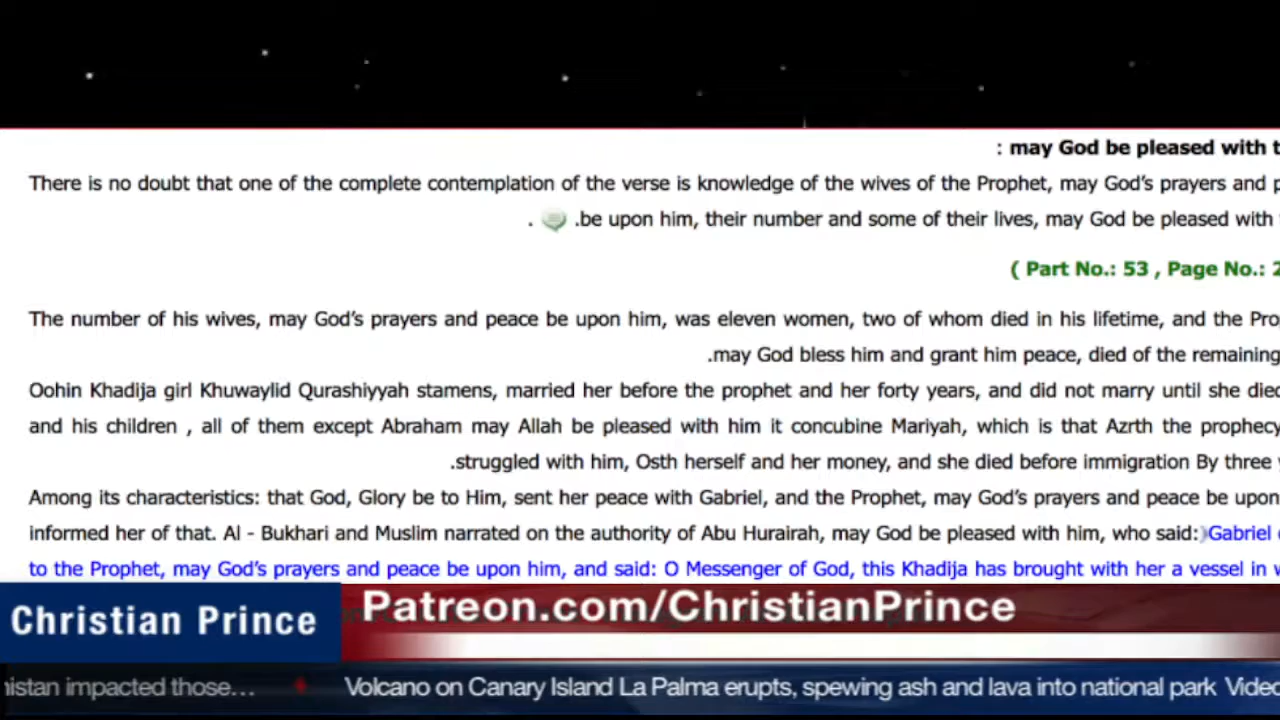 : may God be pleased with t
There is no doubt that one of the complete contemplation of the verse is knowledge of the wives of the Prophet, may God's prayers and p
. .be upon him, their number and some of their lives, may God be pleased with
( Part No.: 53 , Page No.: 2
The number of his wives, may God's prayers and peace be upon him, was eleven women, two of whom died in his lifetime, and the Pro
.may God bless him and grant him peace, died of the remaining
Oohin Khadija girl Khuwaylid Qurashiyyah stamens, married her before the prophet and her forty years, and did not marry until she died
and his children , all of them except Abraham may Allah be pleased with him it concubine Mariyah, which is that Azrth the prophecy
.struggled with him, Osth herself and her money, and she died before immigration By three
Among its characteristics: that God, Glory be to Him, sent her peace with Gabriel, and the Prophet, may God's prayers and peace be upon
informed her of that. Al - Bukhari and Muslim narrated on the authority of Abu Hurairah, may God be pleased with him, who said: Gabriel
to the Prophet, may God's prayers and peace be upon him, and said: O Messenger of God, this Khadija has brought with her a vessel in w
Christian Prince
Patreon.com/ChristianPrince
nistan impacted those... Volcano on Canary Island La Palma erupts, spewing ash and lava into national park Video